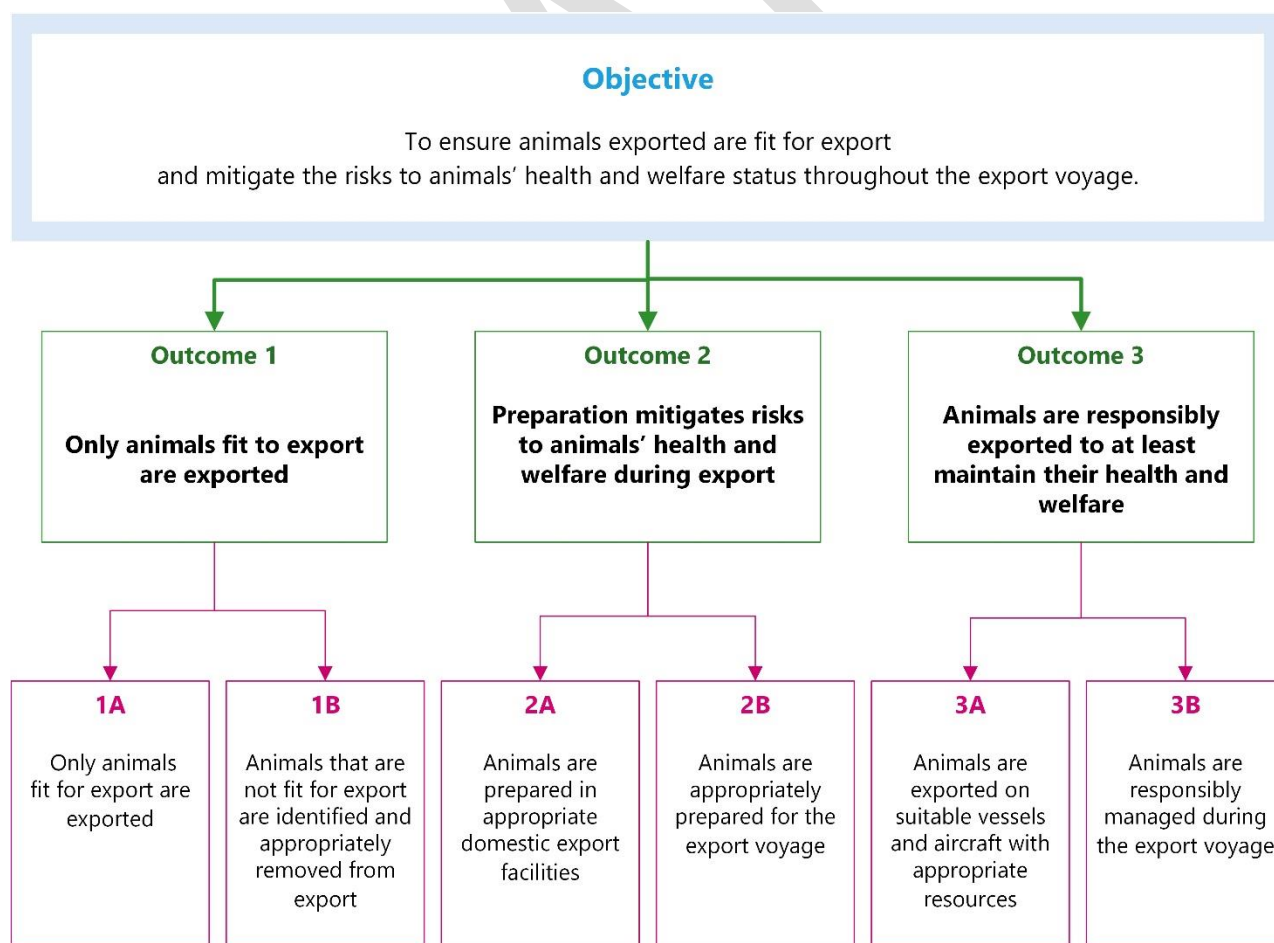 Objective
To ensure animals exported are fit for export
and mitigate the risks to animals’ health and welfare status throughout the export voyage.
Outcome 1
Only animals fit to export
are exported
Outcome 2
Preparation mitigates risks
to animals’ health and
welfare during export
Outcome 3
Animals are responsibly
exported to at least
maintain their health and
welfare
1A
Only animals
fit for export are
exported
1B
Animals that are
not fit for export
are identified and
appropriately
removed from
export
2A
Animals are
prepared in
appropriate
domestic export
facilities
2B
Animals are
appropriately
prepared for the
export voyage
3A
Animals are
exported on
suitable vessels
and aircraft with
appropriate
resources
3B
Animals are
responsibly
managed during
the export voyage